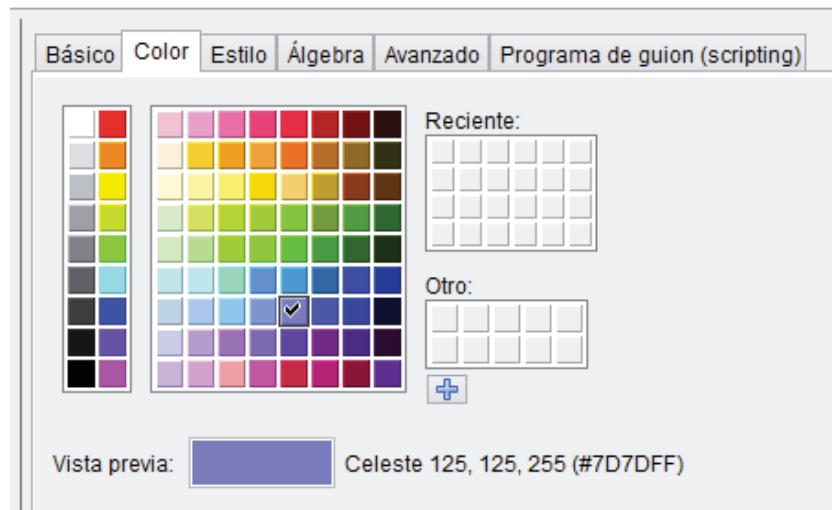 Básico Color Estilo Álgebra Avanzado Programa de guion (scripting)
Reciente:
Otro:
Vista previa: Celeste 125, 125, 255 (#7D7DFF)